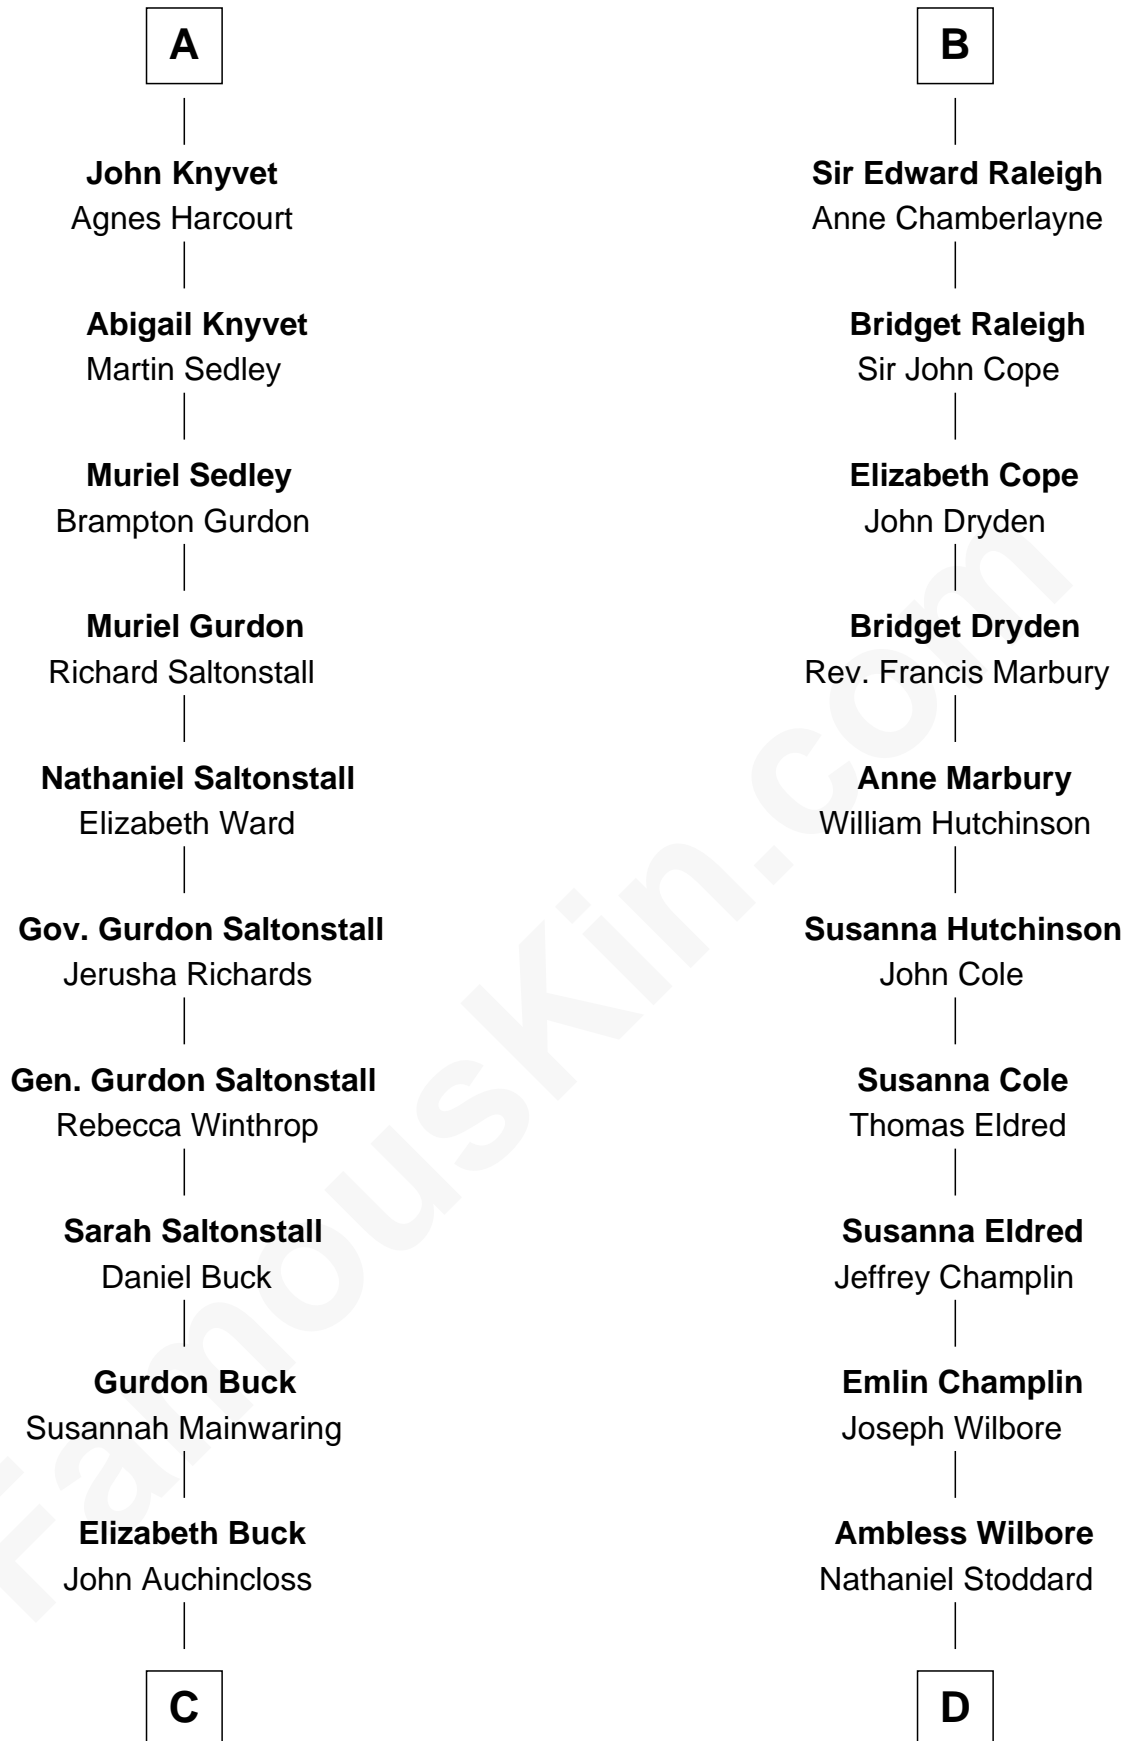 A
John Knyvet
Agnes Harcourt
Abigail Knyvet
Martin Sedley
Muriel Sedley
Brampton Gurdon
Muriel Gurdon
Richard Saltonstall
Nathaniel Saltonstall
Elizabeth Ward
Gov. Gurdon Saltonstall
Jerusha Richards
Gen. Gurdon Saltonstall
Rebecca Winthrop
Sarah Saltonstall
Daniel Buck
Gurdon Buck
Susannah Mainwaring
Elizabeth Buck
John Auchincloss
C
B
Sir Edward Raleigh
Anne Chamberlayne
Bridget Raleigh
Sir John Cope
Elizabeth Cope
John Dryden
Bridget Dryden
Rev. Francis Marbury
Anne Marbury
William Hutchinson
Susanna Hutchinson
John Cole
Susanna Cole
Thomas Eldred
Susanna Eldred
Jeffrey Champlin
Emlin Champlin
Joseph Wilbore
Ambless Wilbore
Nathaniel Stoddard
D
FamousKin.com